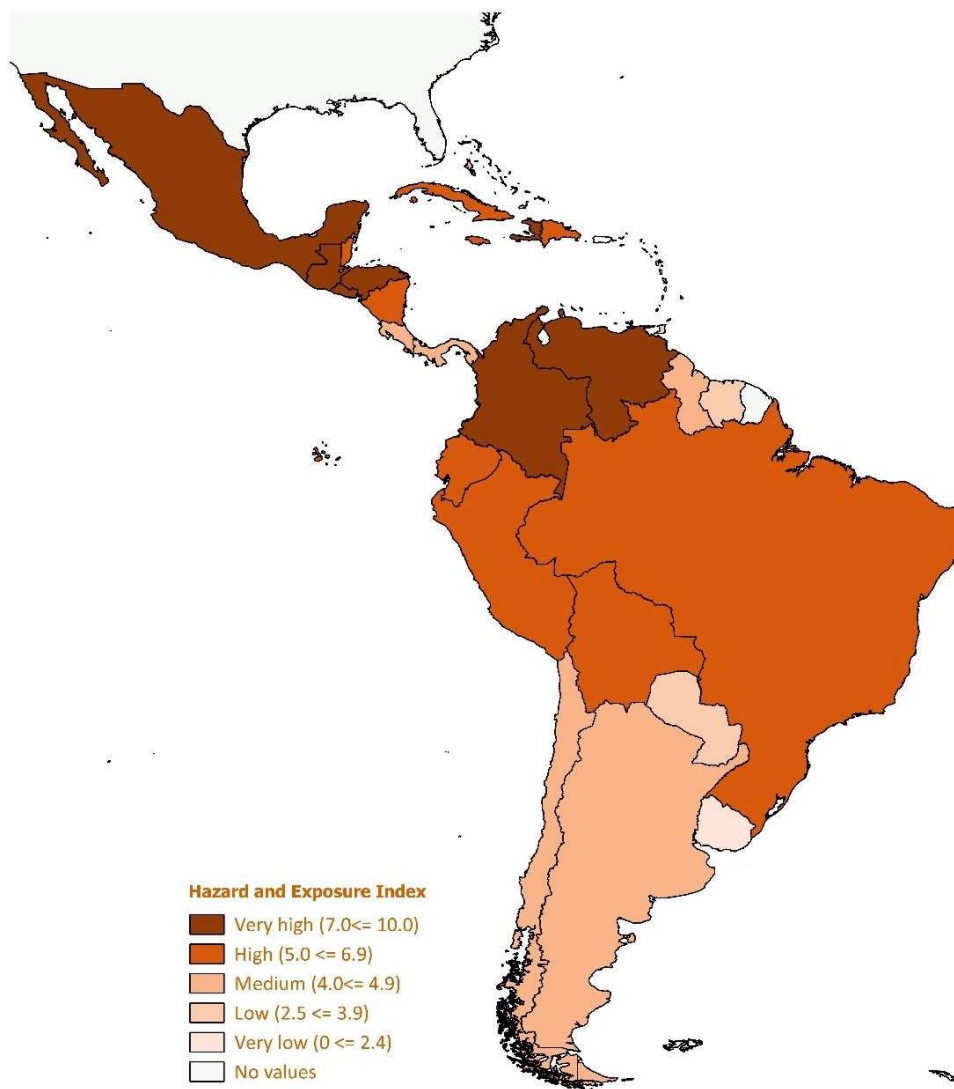 Hazard and Exposure Index
Very high (7.0<= 10.0)
High (5.0 <= 6.9)
Medium (4.0<= 4.9)
Low (2.5 <= 3.9)
Very low (0 <= 2.4)
No values